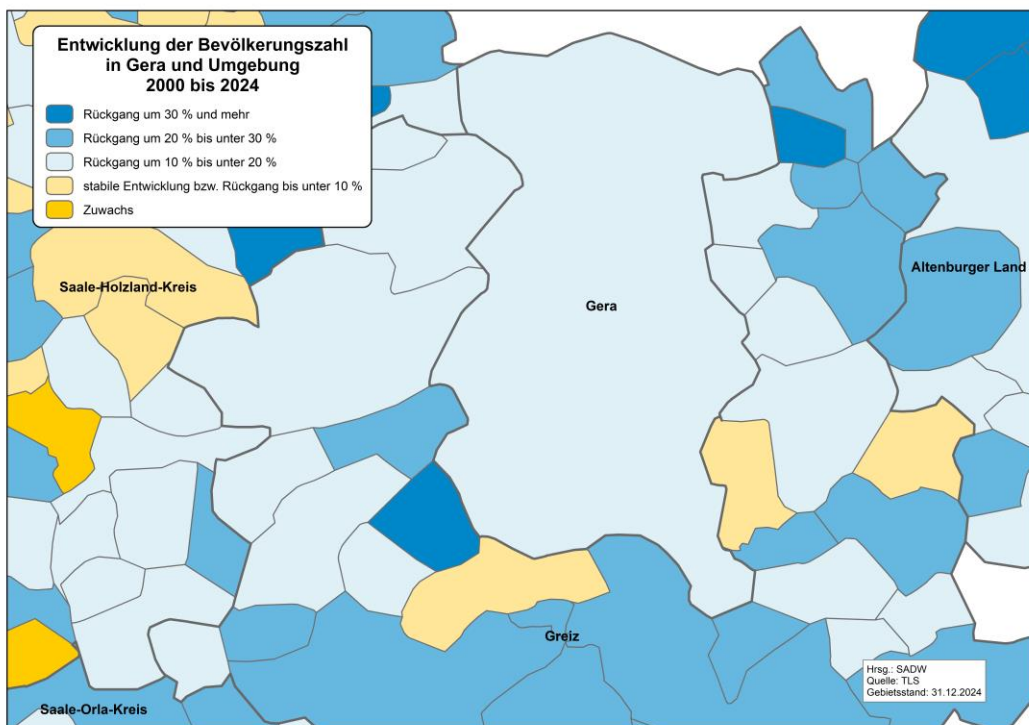 Entwicklung der Bevölkerungszahl
in Gera und Umgebung
2000 bis 2024
Rückgang um 30 % und mehr
Rückgang um 20 % bis unter 30 %
Rückgang um 10 % bis unter 20 %
stabile Entwicklung bzw. Rückgang bis unter 10 %
Zuwachs
Saale-Holzland-Kreis
Altenburger Land
Gera
Greiz
Saale-Orla-Kreis
Hrsg.: SADW
Quelle: TLS
Gebietsstand: 31.12.2024